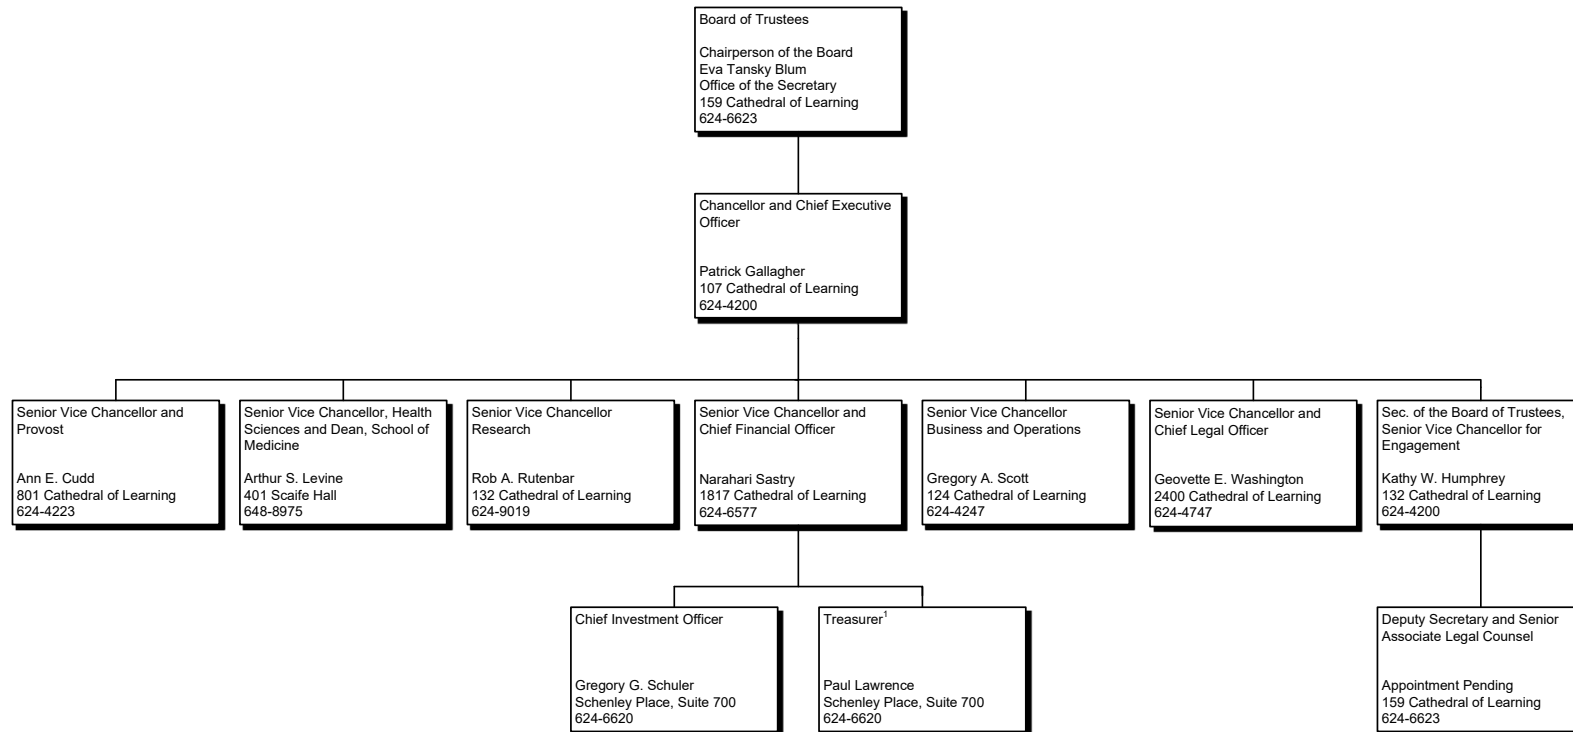 Board of Trustees
Chairperson of the Board
Eva Tansky Blum
Office of the Secretary
159 Cathedral of Learning
624-6623
Chancellor and Chief Executive
Officer
Patrick Gallagher
107 Cathedral of Learning
624-4200
Senior Vice Chancellor and
Provost
Ann E. Cudd
801 Cathedral of Learning
624-4223
Senior Vice Chancellor, Health
Sciences and Dean, School of
Medicine
Arthur S. Levine
401 Scaife Hall
648-8975
Senior Vice Chancellor
Research
Rob A. Rutenbar
132 Cathedral of Learning
624-9019
Senior Vice Chancellor and
Chief Financial Officer
Narahari Sastry
1817 Cathedral of Learning
624-6577
Senior Vice Chancellor
Business and Operations
Gregory A. Scott
124 Cathedral of Learning
624-4247
Senior Vice Chancellor and
Chief Legal Officer
Geovette E. Washington
2400 Cathedral of Learning
624-4747
Sec. of the Board of Trustees,
Senior Vice Chancellor for
Engagement
Kathy W. Humphrey
132 Cathedral of Learning
624-4200
Chief Investment Officer
Gregory G. Schuler
Schenley Place, Suite 700
624-6620
Treasurer¹
Paul Lawrence
Schenley Place, Suite 700
624-6620
Deputy Secretary and Senior
Associate Legal Counsel
Appointment Pending
159 Cathedral of Learning
624-6623